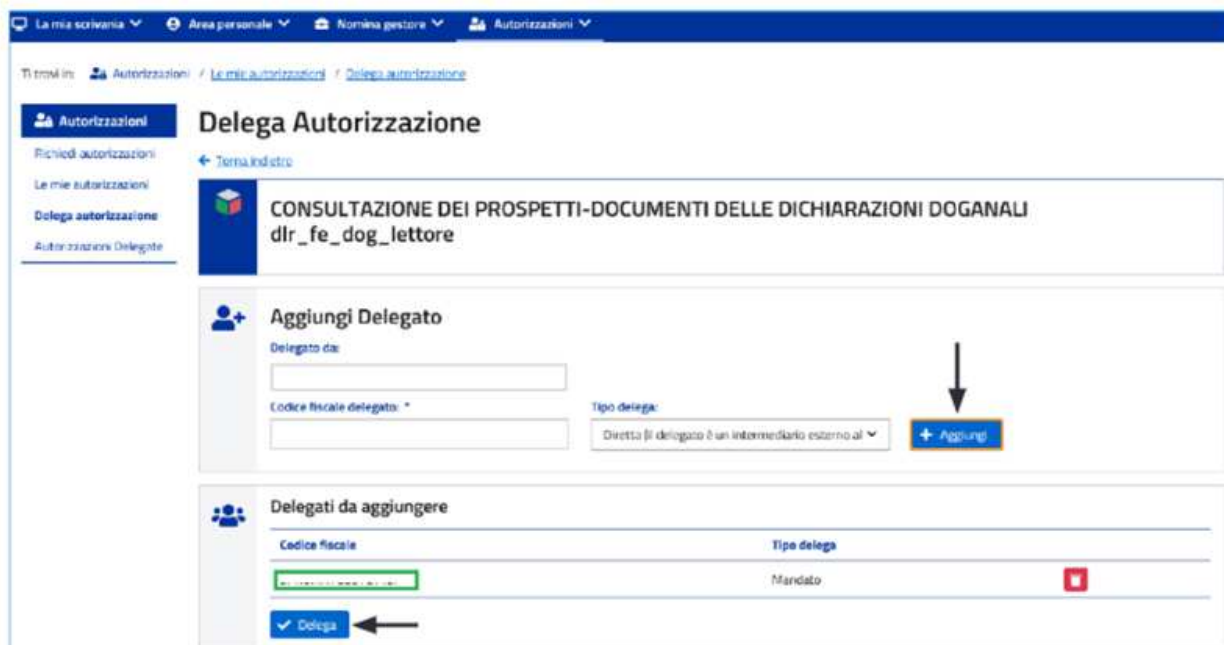 La mia scrivania
Area personale
Nomina gestore
Autorizzazioni
Ti trovi in: Autorizzazioni / Le mie autorizzazioni / Delega autorizzazione
Autorizzazioni
Richiedi autorizzazioni
Le mie autorizzazioni
Delega autorizzazione
Autorizzazioni Delegate
Delega Autorizzazione
Torna indietro
CONSULTAZIONE DEI PROSPETTI-DOCUMENTI DELLE DICHIARAZIONI DOGANALI
dlr_fe_dog_lettore
Aggiungi Delegato
Delegato da:
Codice fiscale delegato: *
Tipo delega:
Diretta (il delegato è un intermediario esterno al
+ Aggiungi
Delegati da aggiungere
Codice fiscale
Tipo delega
Mandato
Delega